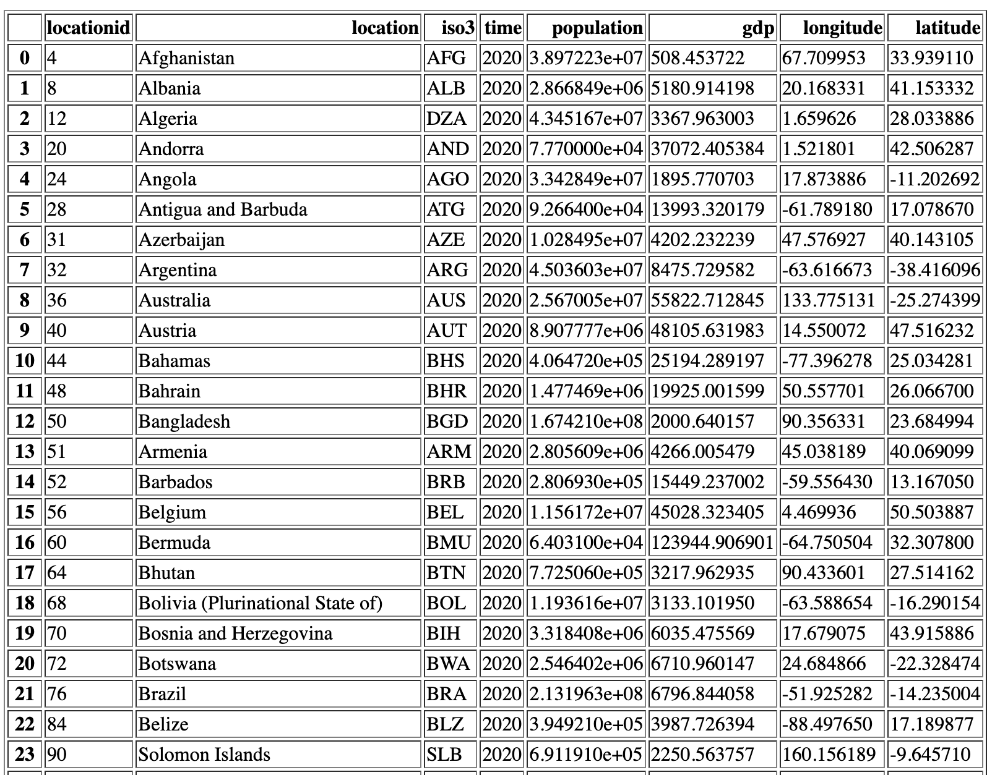 locationid location iso3 time population gdp longitude latitude
0 4 Afghanistan AFG 2020 3.897223e+07 508.453722 67.709953 33.939110
1 8 Albania ALB 2020 2.866849e+06 5180.914198 20.168331 41.153332
2 12 Algeria DZA 2020 4.345167e+07 3367.963003 1.659626 28.033886
3 20 Andorra AND 2020 7.770000e+04 37072.405384 1.521801 42.506287
4 24 Angola AGO 2020 3.342849e+07 1895.770703 17.873886 -11.202692
5 28 Antigua and Barbuda ATG 2020 9.266400e+04 13993.320179 -61.789180 17.078670
6 31 Azerbaijan AZE 2020 1.028495e+07 4202.232239 47.576927 40.143105
7 32 Argentina ARG 2020 4.503603e+07 8475.729582 -63.616673 -38.416096
8 36 Australia AUS 2020 2.567005e+07 55822.712845 133.775131 -25.274399
9 40 Austria AUT 2020 8.907777e+06 48105.631983 14.550072 47.516232
10 44 Bahamas BHS 2020 4.064720e+05 25194.289197 -77.396278 25.034281
11 48 Bahrain BHR 2020 1.477469e+06 19925.001599 50.557701 26.066700
12 50 Bangladesh BGD 2020 1.674210e+08 2000.640157 90.356331 23.684994
13 51 Armenia ARM 2020 2.805609e+06 4266.005479 45.038189 40.069099
14 52 Barbados BRB 2020 2.806930e+05 15449.237002 -59.556430 13.167050
15 56 Belgium BEL 2020 1.156172e+07 45028.323405 4.469936 50.503887
16 60 Bermuda BMU 2020 6.403100e+04 123944.906901 -64.750504 32.307800
17 64 Bhutan BTN 2020 7.725060e+05 3217.962935 90.433601 27.514162
18 68 Bolivia (Plurinational State of) BOL 2020 1.193616e+07 3133.101950 -63.588654 -16.290154
19 70 Bosnia and Herzegovina BIH 2020 3.318408e+06 6035.475569 17.679075 43.915886
20 72 Botswana BWA 2020 2.546402e+06 6710.960147 24.684866 -22.328474
21 76 Brazil BRA 2020 2.131963e+08 6796.844058 -51.925282 -14.235004
22 84 Belize BLZ 2020 3.949210e+05 3987.726394 -88.497650 17.189877
23 90 Solomon Islands SLB 2020 6.911910e+05 2250.563757 160.156189 -9.645710